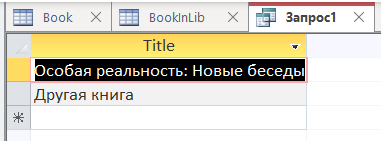 Book
BookInLib
Запрос1
Title
Особая реальность: Новые беседы
Другая книга